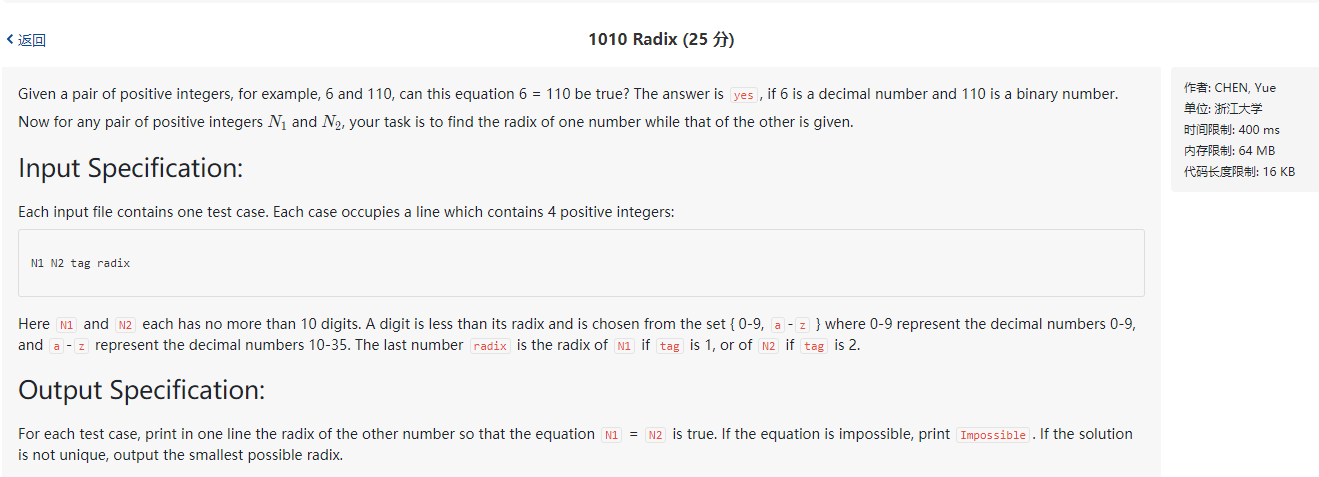 返回
1010 Radix (25 分)
Given a pair of positive integers, for example, 6 and 110, can this equation 6 = 110 be true? The answer is yes , if 6 is a decimal number and 110 is a binary number.
Now for any pair of positive integers N1 and N2, your task is to find the radix of one number while that of the other is given.
Input Specification:
Each input file contains one test case. Each case occupies a line which contains 4 positive integers:
N1 N2 tag radix
Here N1 and N2 each has no more than 10 digits. A digit is less than its radix and is chosen from the set { 0-9, a - z } where 0-9 represent the decimal numbers 0-9,
and a - z represent the decimal numbers 10-35. The last number radix is the radix of N1 if tag is 1, or of N2 if tag is 2.
Output Specification:
For each test case, print in one line the radix of the other number so that the equation N1 = N2 is true. If the equation is impossible, print Impossible . If the solution
is not unique, output the smallest possible radix.
作者: CHEN, Yue
单位: 浙江大学
时间限制: 400 ms
内存限制: 64 MB
代码长度限制: 16 KB